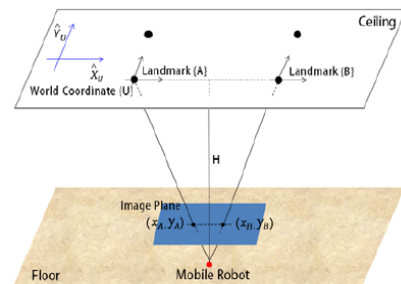 Ceiling
Ŷ_U
X̂_U
Landmark {A}
Landmark {B}
World Coordinate {U}
H
Image Plane
(x_A, y_A)
(x_B, y_B)
Floor
Mobile Robot